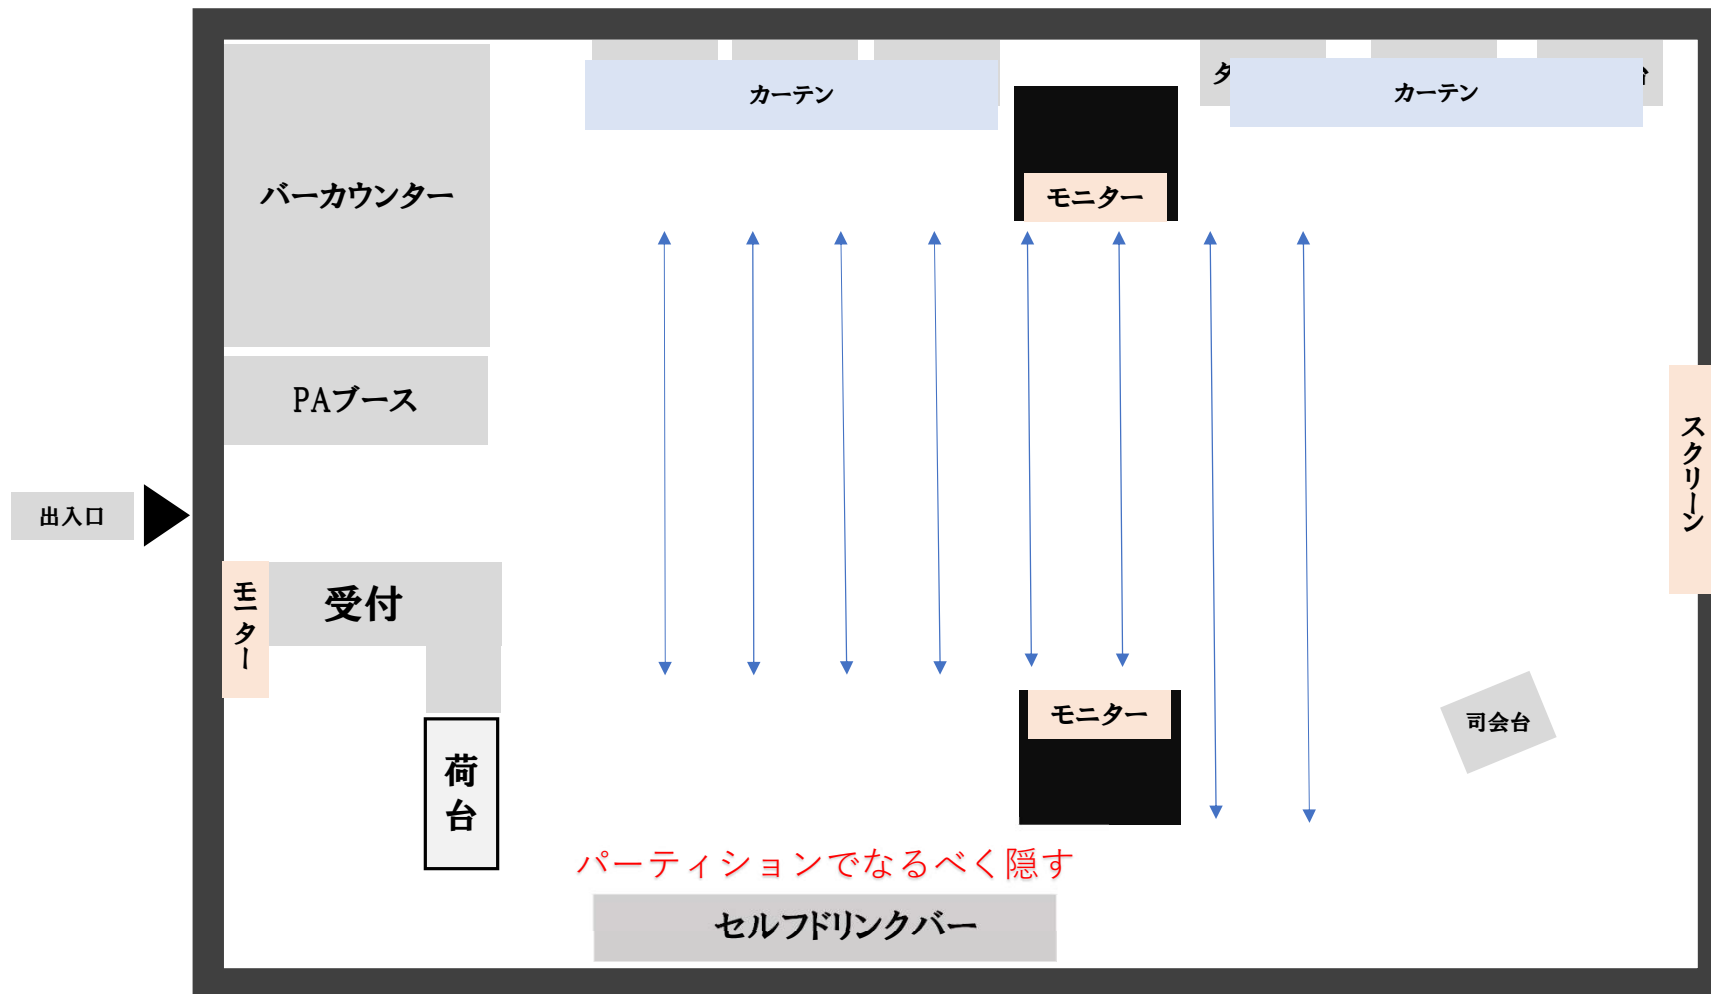 カーテン
カーテン
バーカウンター
モニター
PAブース
スクリーン
出入口
モニター
受付
モニター
司会台
荷台
パーティションでなるべく隠す
セルフドリンクバー